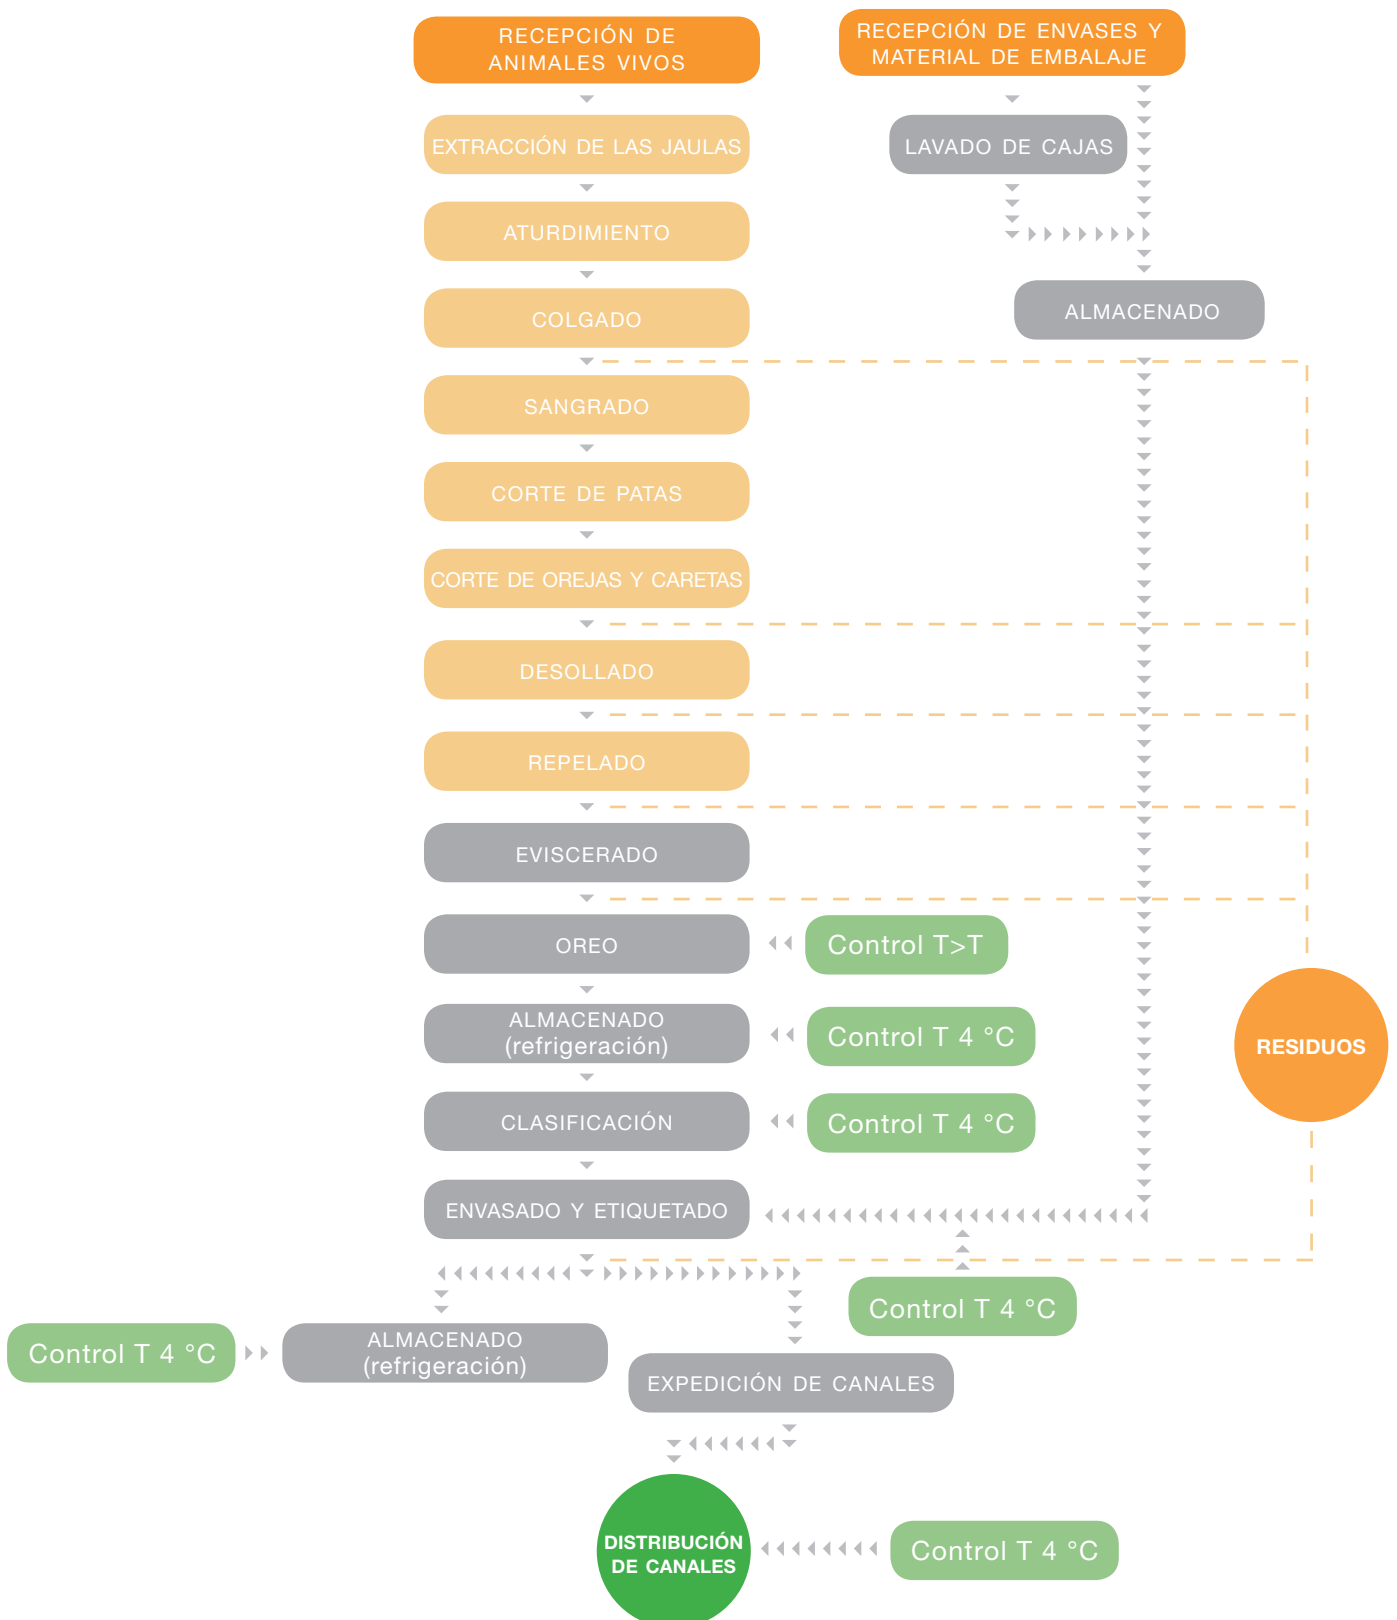 RECEPCIÓN DE
ANIMALES VIVOS
RECEPCIÓN DE ENVASES Y
MATERIAL DE EMBALAJE
EXTRACCIÓN DE LAS JAULAS
LAVADO DE CAJAS
ATURDIMIENTO
COLGADO
ALMACENADO
SANGRADO
CORTE DE PATAS
CORTE DE OREJAS Y CARETAS
DESOLLADO
REPELADO
EVISCERADO
OREO
Control T>T
ALMACENADO
(refrigeración)
Control T 4 °C
RESIDUOS
CLASIFICACIÓN
Control T 4 °C
ENVASADO Y ETIQUETADO
Control T 4 °C
Control T 4 °C
ALMACENADO
(refrigeración)
EXPEDICIÓN DE CANALES
DISTRIBUCIÓN
DE CANALES
Control T 4 °C